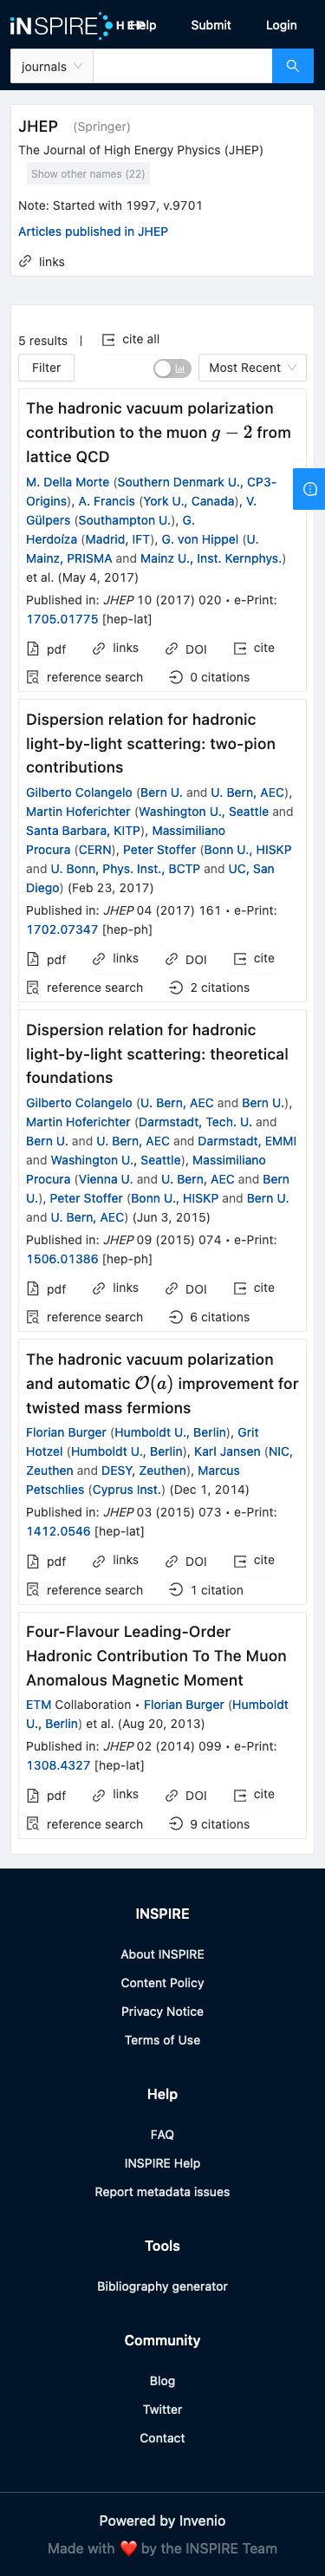 iNSPIRE HEP Help Submit Login
journals
JHEP (Springer)
The Journal of High Energy Physics (JHEP)
Show other names (22)
Note: Started with 1997, v.9701
Articles published in JHEP
links
5 results | cite all
Filter Most Recent
The hadronic vacuum polarization
contribution to the muon g − 2 from
lattice QCD
M. Della Morte (Southern Denmark U., CP3-
Origins), A. Francis (York U., Canada), V.
Gülpers (Southampton U.), G.
Herdoíza (Madrid, IFT), G. von Hippel (U.
Mainz, PRISMA and Mainz U., Inst. Kernphys.)
et al. (May 4, 2017)
Published in: JHEP 10 (2017) 020 • e-Print:
1705.01775 [hep-lat]
pdf links DOI cite
reference search 0 citations
Dispersion relation for hadronic
light-by-light scattering: two-pion
contributions
Gilberto Colangelo (Bern U. and U. Bern, AEC),
Martin Hoferichter (Washington U., Seattle and
Santa Barbara, KITP), Massimiliano
Procura (CERN), Peter Stoffer (Bonn U., HISKP
and U. Bonn, Phys. Inst., BCTP and UC, San
Diego) (Feb 23, 2017)
Published in: JHEP 04 (2017) 161 • e-Print:
1702.07347 [hep-ph]
pdf links DOI cite
reference search 2 citations
Dispersion relation for hadronic
light-by-light scattering: theoretical
foundations
Gilberto Colangelo (U. Bern, AEC and Bern U.),
Martin Hoferichter (Darmstadt, Tech. U. and
Bern U. and U. Bern, AEC and Darmstadt, EMMI
and Washington U., Seattle), Massimiliano
Procura (Vienna U. and U. Bern, AEC and Bern
U.), Peter Stoffer (Bonn U., HISKP and Bern U.
and U. Bern, AEC) (Jun 3, 2015)
Published in: JHEP 09 (2015) 074 • e-Print:
1506.01386 [hep-ph]
pdf links DOI cite
reference search 6 citations
The hadronic vacuum polarization
and automatic O(a) improvement for
twisted mass fermions
Florian Burger (Humboldt U., Berlin), Grit
Hotzel (Humboldt U., Berlin), Karl Jansen (NIC,
Zeuthen and DESY, Zeuthen), Marcus
Petschlies (Cyprus Inst.) (Dec 1, 2014)
Published in: JHEP 03 (2015) 073 • e-Print:
1412.0546 [hep-lat]
pdf links DOI cite
reference search 1 citation
Four-Flavour Leading-Order
Hadronic Contribution To The Muon
Anomalous Magnetic Moment
ETM Collaboration • Florian Burger (Humboldt
U., Berlin) et al. (Aug 20, 2013)
Published in: JHEP 02 (2014) 099 • e-Print:
1308.4327 [hep-lat]
pdf links DOI cite
reference search 9 citations
INSPIRE
About INSPIRE
Content Policy
Privacy Notice
Terms of Use
Help
FAQ
INSPIRE Help
Report metadata issues
Tools
Bibliography generator
Community
Blog
Twitter
Contact
Powered by Invenio
Made with ❤️ by the INSPIRE Team